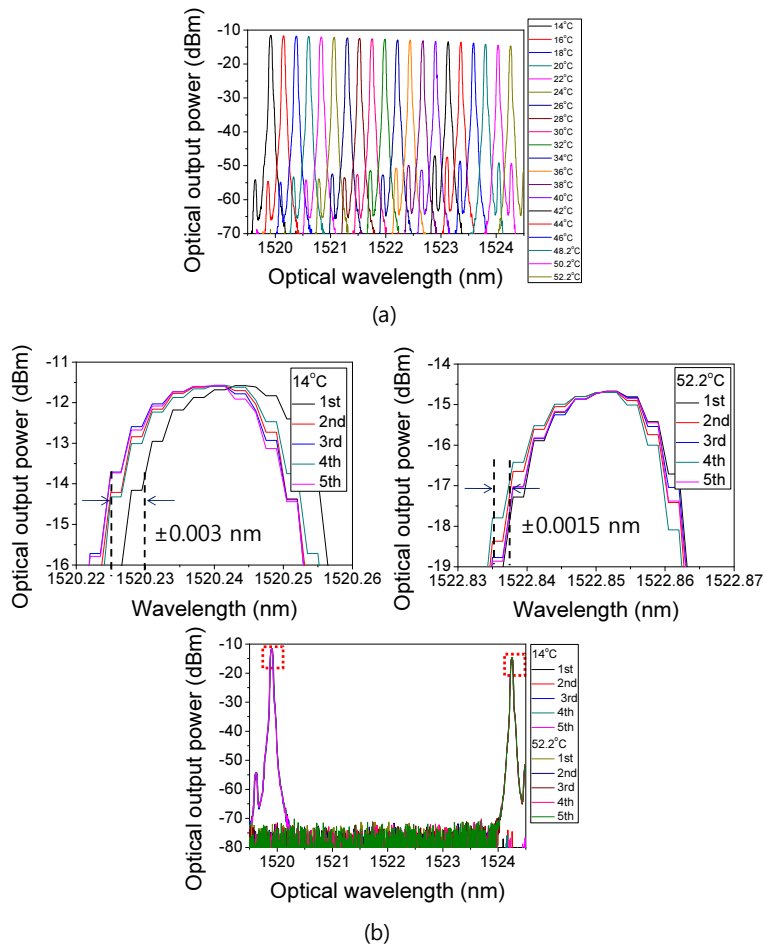 Optical output power (dBm)
-10
-20
-30
-40
-50
-60
-70
1520 1521 1522 1523 1524
Optical wavelength (nm)
14°C
16°C
18°C
20°C
22°C
24°C
26°C
28°C
30°C
32°C
34°C
36°C
38°C
40°C
42°C
44°C
46°C
48.2°C
50.2°C
52.2°C
(a)
Optical output power (dBm)
-11
-12
-13
-14
-15
-16
1520.22 1520.23 1520.24 1520.25 1520.26
Wavelength (nm)
14°C
1st
2nd
3rd
4th
5th
±0.003 nm
Optical output power (dBm)
-14
-15
-16
-17
-18
-19
1522.83 1522.84 1522.85 1522.86 1522.87
Wavelength (nm)
52.2°C
1st
2nd
3rd
4th
5th
±0.0015 nm
Optical output power (dBm)
-10
-20
-30
-40
-50
-60
-70
-80
1520 1521 1522 1523 1524
Optical wavelength (nm)
14°C
1st
2nd
3rd
4th
5th
52.2°C
1st
2nd
3rd
4th
5th
(b)